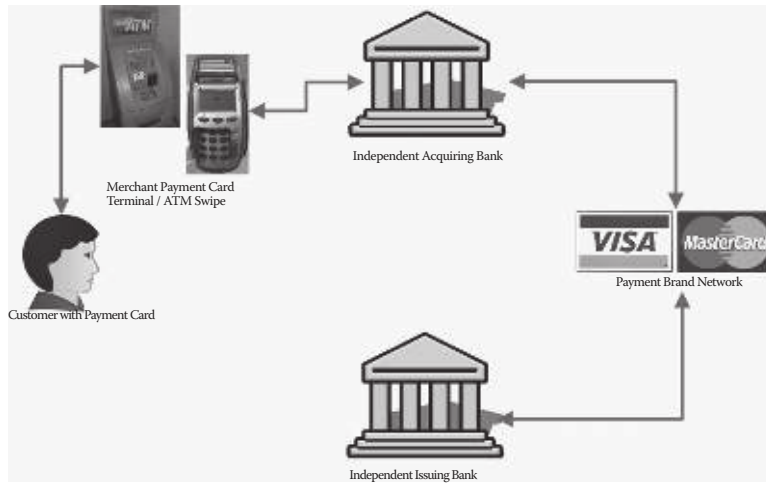 ATM
Independent Acquiring Bank
Merchant Payment Card
Terminal / ATM Swipe
VISA
MasterCard
Payment Brand Network
Customer with Payment Card
Independent Issuing Bank